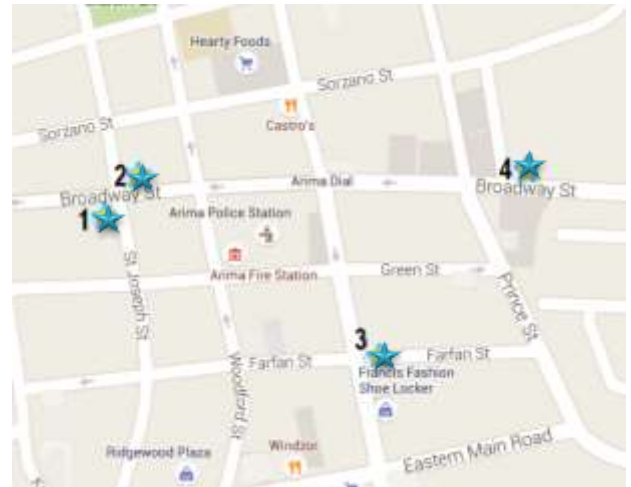 Hearty Foods
Sorzano St
Castro's
Sorzano St
2
4
Broadway St
Arima Dial
Broadway St
1
Arima Police Station
Arima Fire Station
Green St
St Joseph St
Prince St
3
Farfan St
Farfan St
Woodford St
Francis Fashion
Shoe Locker
Ridgewood Plaza
Windzor
Eastern Main Road